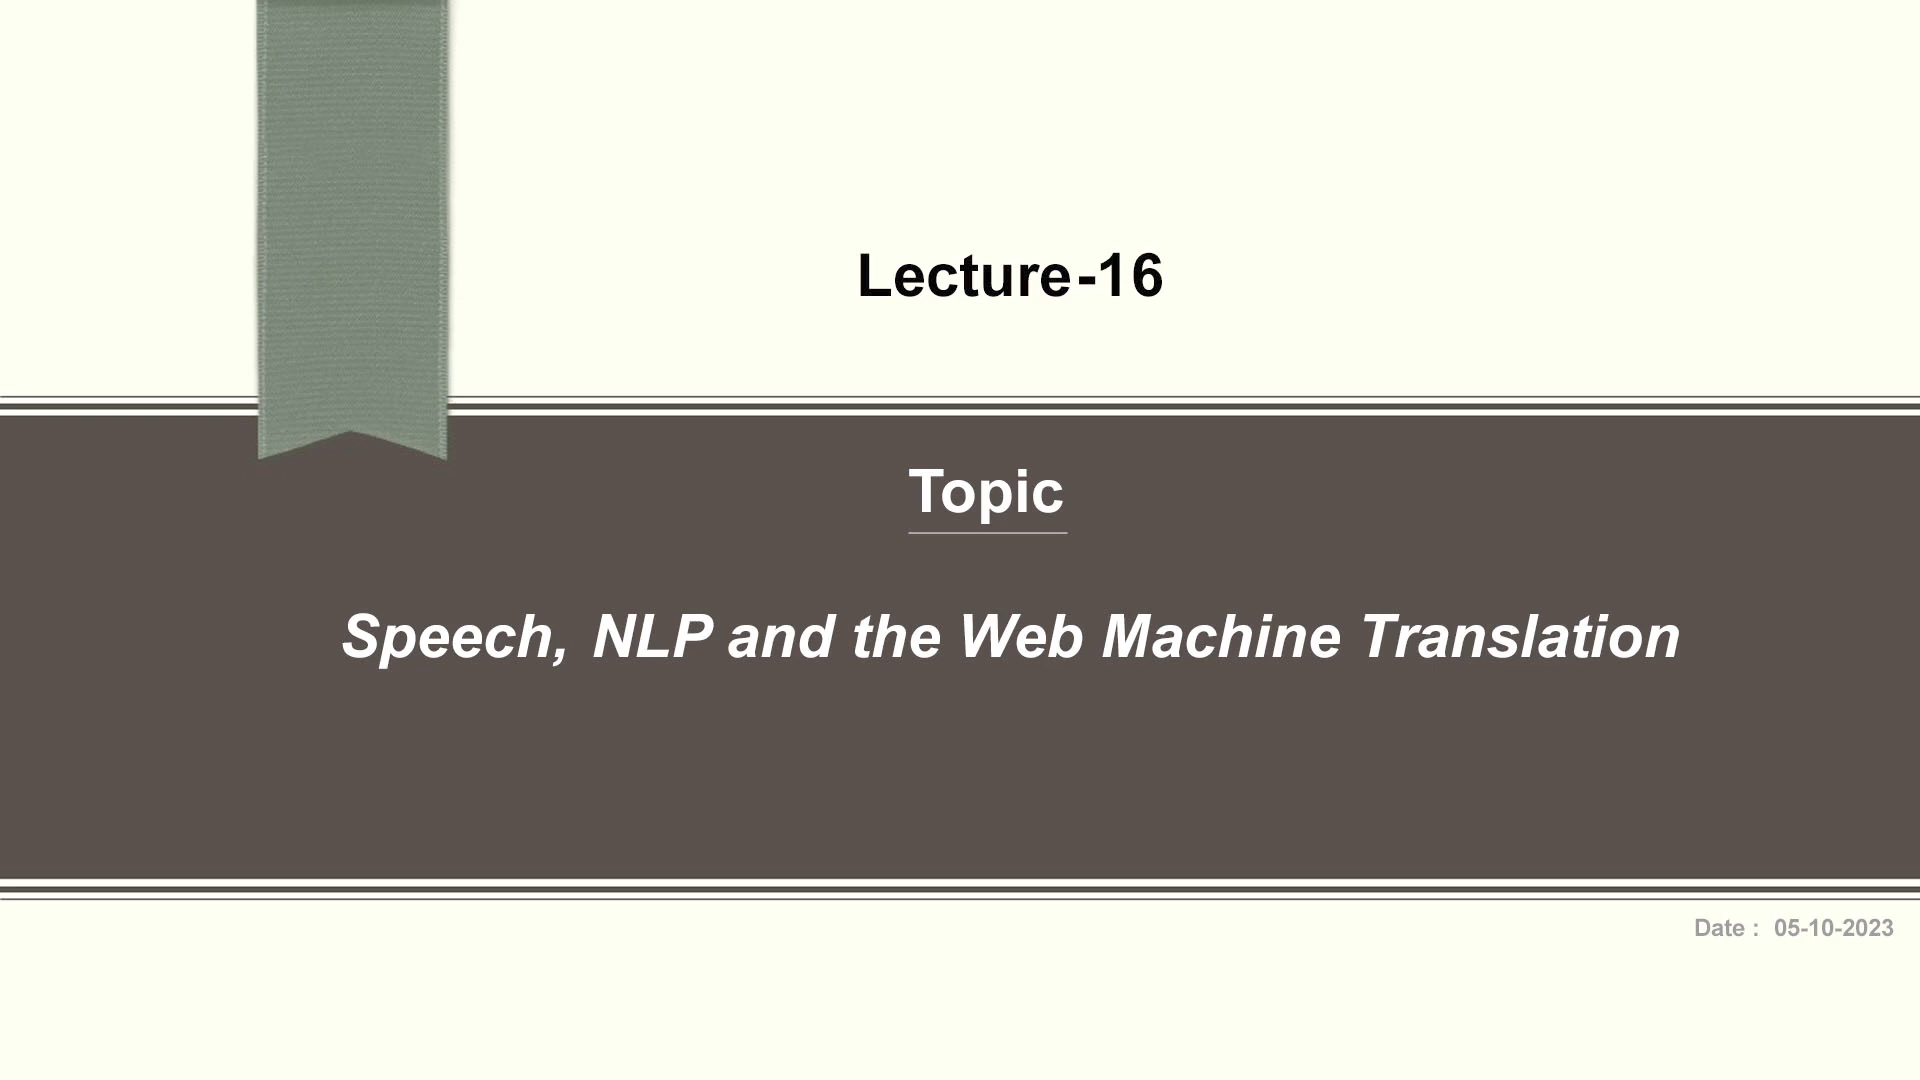 Lecture-16
Topic
Speech, NLP and the Web Machine Translation
Date : 05-10-2023